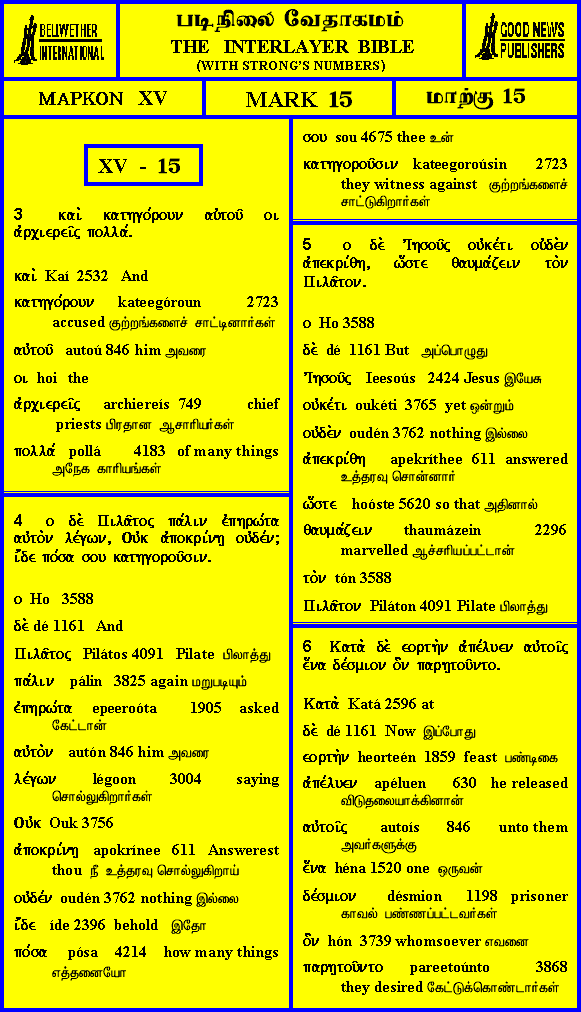 BELLWETHER
INTERNATIONAL
படிநிலை வேதாகமம்
THE INTERLAYER BIBLE
(WITH STRONG'S NUMBERS)
GOOD NEWS
PUBLISHERS
ΜΑΡΚΟΝ XV
MARK 15
மாற்கு 15
XV - 15
3 καὶ κατηγόρουν αὐτοῦ οι
ἀρχιερεῖς πολλά.
καὶ Kaí 2532 And
κατηγόρουν kateegóroun 2723
accused குற்றங்களைச் சாட்டினார்கள்
αὐτοῦ autoú 846 him அவரை
οι hoi the
ἀρχιερεῖς archiereís 749 chief
priests பிரதான ஆசாரியர்கள்
πολλά pollá 4183 of many things
அநேக காரியங்கள்
4 ο δὲ Πιλᾶτος πάλιν ἐπηρώτα
αὐτὸν λέγων, Οὐκ ἀποκρίνῃ οὐδέν;
ἴδε πόσα σου κατηγοροῦσιν.
ο Ho 3588
δὲ dé 1161 And
Πιλᾶτος Pilátos 4091 Pilate பிலாத்து
πάλιν pálin 3825 again மறுபடியும்
ἐπηρώτα epeeroóta 1905 asked
கேட்டான்
αὐτὸν autón 846 him அவரை
λέγων légoon 3004 saying
சொல்லுகிறார்கள்
Οὐκ Ouk 3756
ἀποκρίνῃ apokrínee 611 Answerest
thou நீ உத்தரவு சொல்லுகிறாய்
οὐδέν oudén 3762 nothing இல்லை
ἴδε íde 2396 behold இதோ
πόσα pósa 4214 how many things
எத்தனையோ
σου sou 4675 thee உன்
κατηγοροῦσιν kateegoroúsin 2723
they witness against குற்றங்களைச்
சாட்டுகிறார்கள்
5 ο δὲ Ἰησοῦς οὐκέτι οὐδὲν
ἀπεκρίθη, ὥστε θαυμάζειν τὸν
Πιλᾶτον.
ο Ho 3588
δὲ dé 1161 But அப்பொழுது
Ἰησοῦς Ieesoús 2424 Jesus இயேசு
οὐκέτι oukéti 3765 yet ஒன்றும்
οὐδὲν oudén 3762 nothing இல்லை
ἀπεκρίθη apekríthee 611 answered
உத்தரவு சொன்னார்
ὥστε hoóste 5620 so that அதினால்
θαυμάζειν thaumázein 2296
marvelled ஆச்சரியப்பட்டான்
τὸν tón 3588
Πιλᾶτον Piláton 4091 Pilate பிலாத்து
6 Κατὰ δὲ εορτὴν ἀπέλυεν αὐτοῖς
ἕνα δέσμιον ὃν παρητοῦντο.
Κατὰ Katá 2596 at
δὲ dé 1161 Now இப்போது
εορτὴν heorteén 1859 feast பண்டிகை
ἀπέλυεν apéluen 630 he released
விடுதலையாக்கினான்
αὐτοῖς autoís 846 unto them
அவர்களுக்கு
ἕνα héna 1520 one ஒருவன்
δέσμιον désmion 1198 prisoner
காவல் பண்ணப்பட்டவர்கள்
ὃν hón 3739 whomsoever எவனை
παρητοῦντο pareetoúnto 3868
they desired கேட்டுக்கொண்டார்கள்